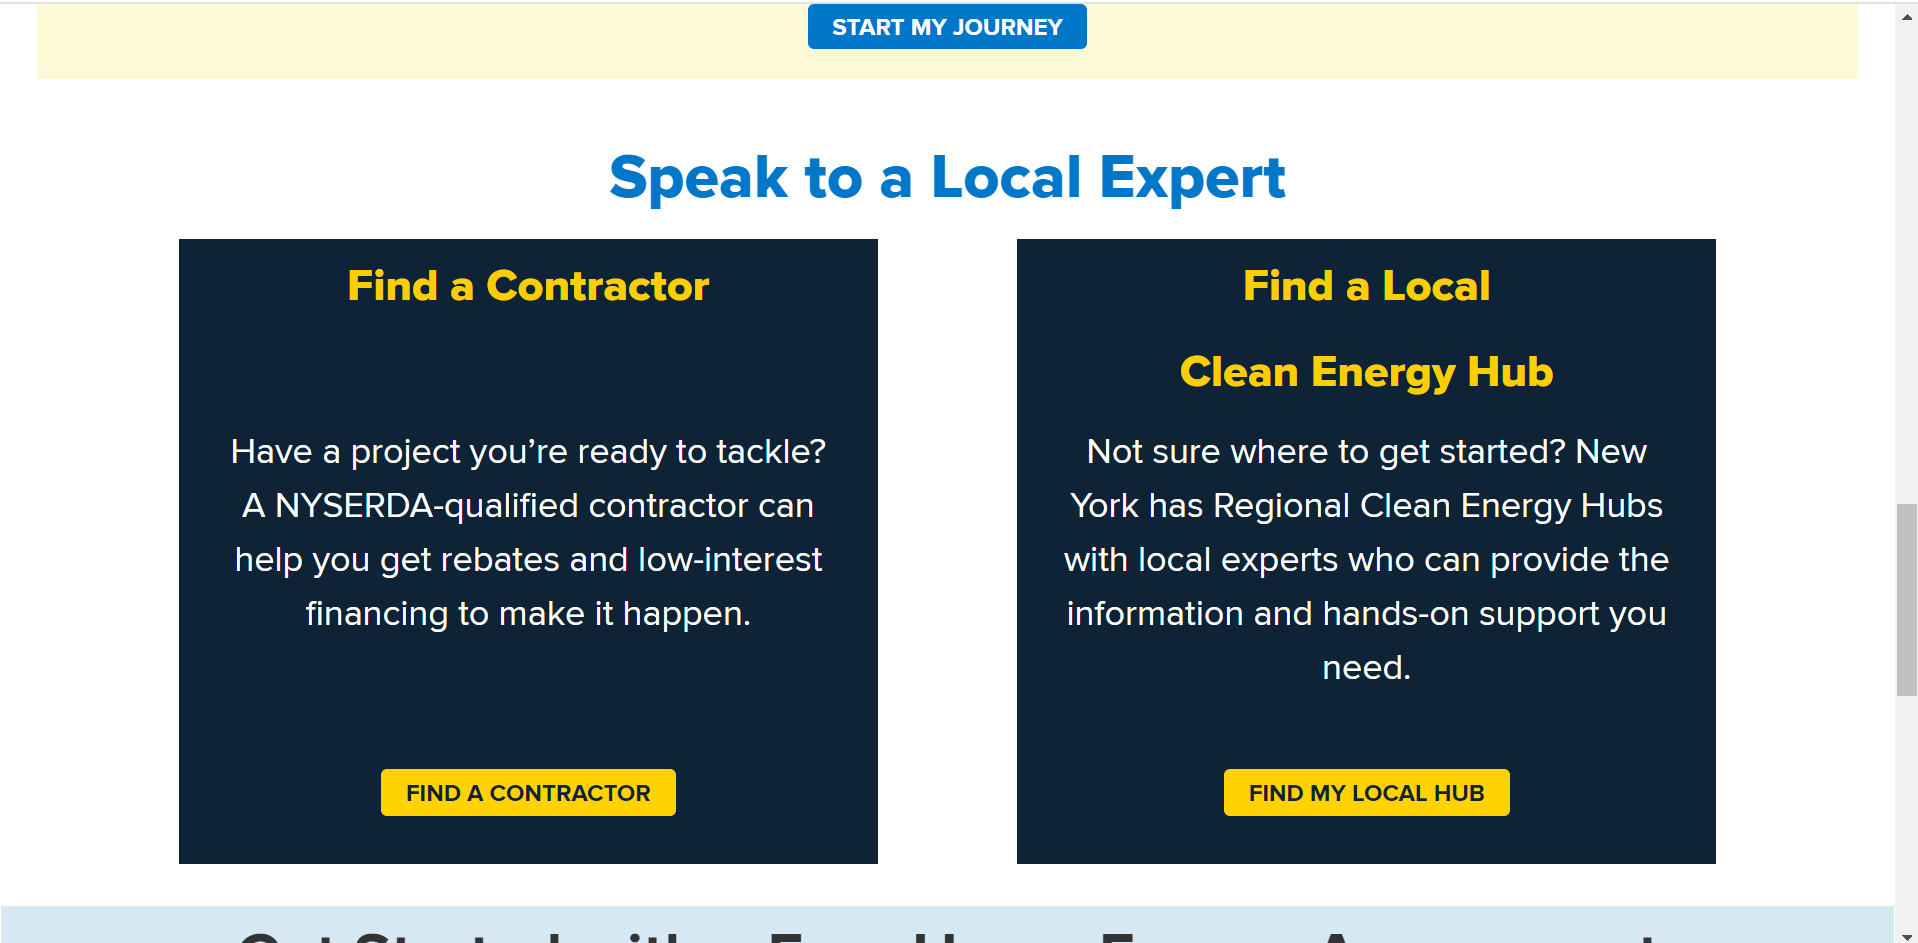 START MY JOURNEY
Speak to a Local Expert
Find a Contractor
Have a project you’re ready to tackle?
A NYSERDA-qualified contractor can
help you get rebates and low-interest
financing to make it happen.
FIND A CONTRACTOR
Find a Local
Clean Energy Hub
Not sure where to get started? New
York has Regional Clean Energy Hubs
with local experts who can provide the
information and hands-on support you
need.
FIND MY LOCAL HUB